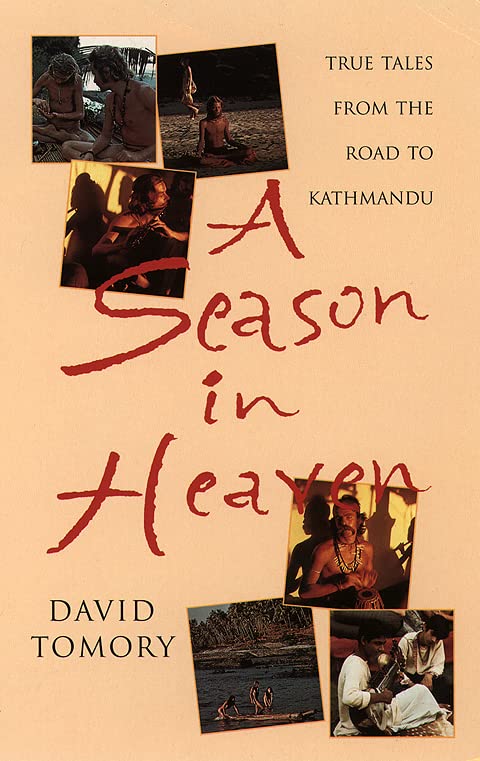 TRUE TALES
FROM THE
ROAD TO
KATHMANDU
A
Season
in
Heaven
DAVID
TOMORY